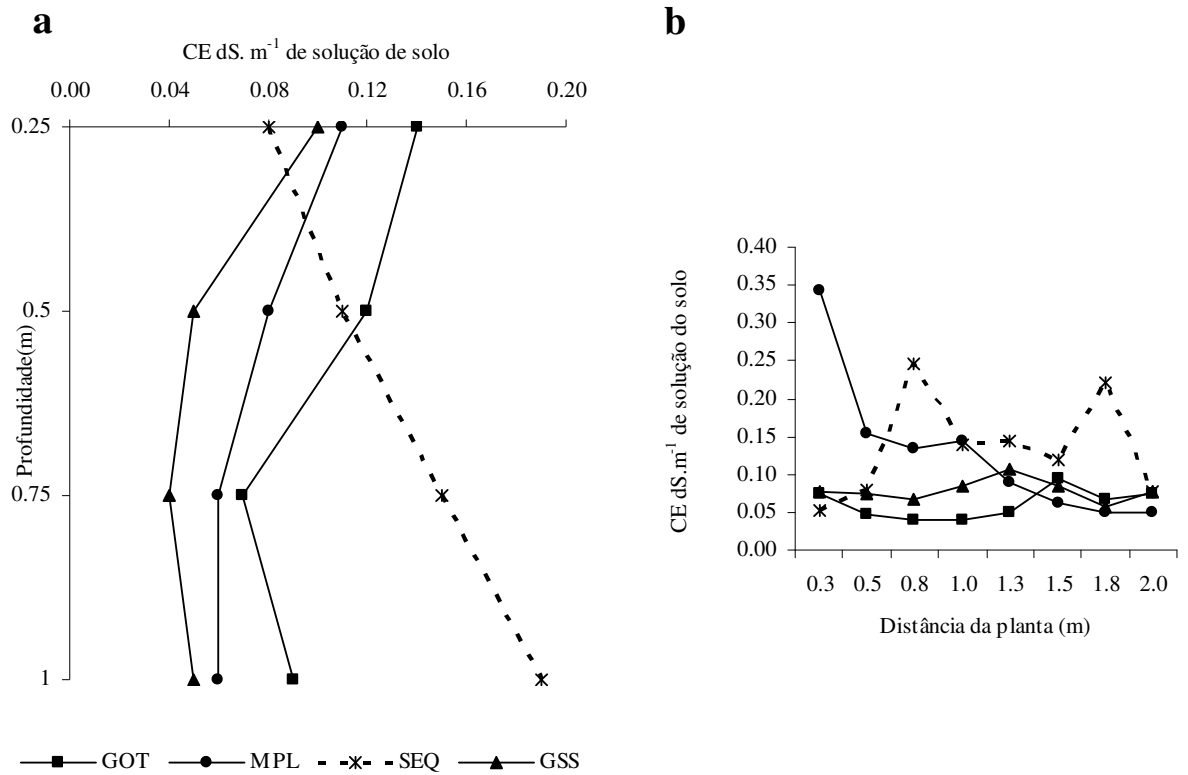 a
CE dS. m-1 de solução de solo
0.00 0.04 0.08 0.12 0.16 0.20
0.25
0.5
0.75
1
Profundidade(m)
b
0.40
0.35
0.30
0.25
0.20
0.15
0.10
0.05
0.00
CE dS.m-1 de solução do solo
0.3 0.5 0.8 1.0 1.3 1.5 1.8 2.0
Distância da planta (m)
GOT MPL SEQ GSS